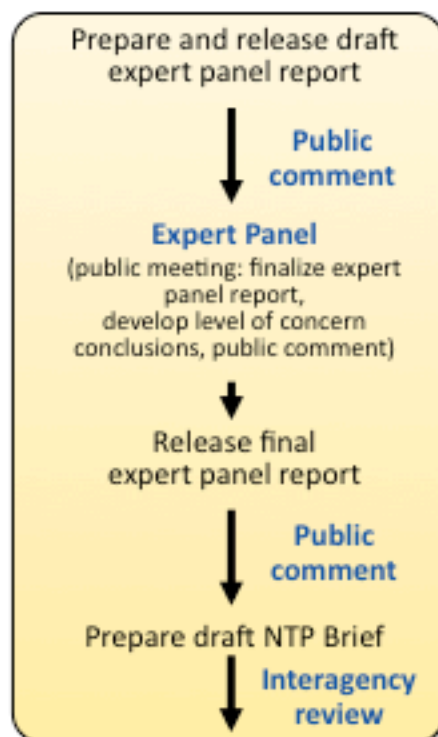 Prepare and release draft
expert panel report
Public
comment
Expert Panel
(public meeting: finalize expert
panel report,
develop level of concern
conclusions, public comment)
Release final
expert panel report
Public
comment
Prepare draft NTP Brief
Interagency
review